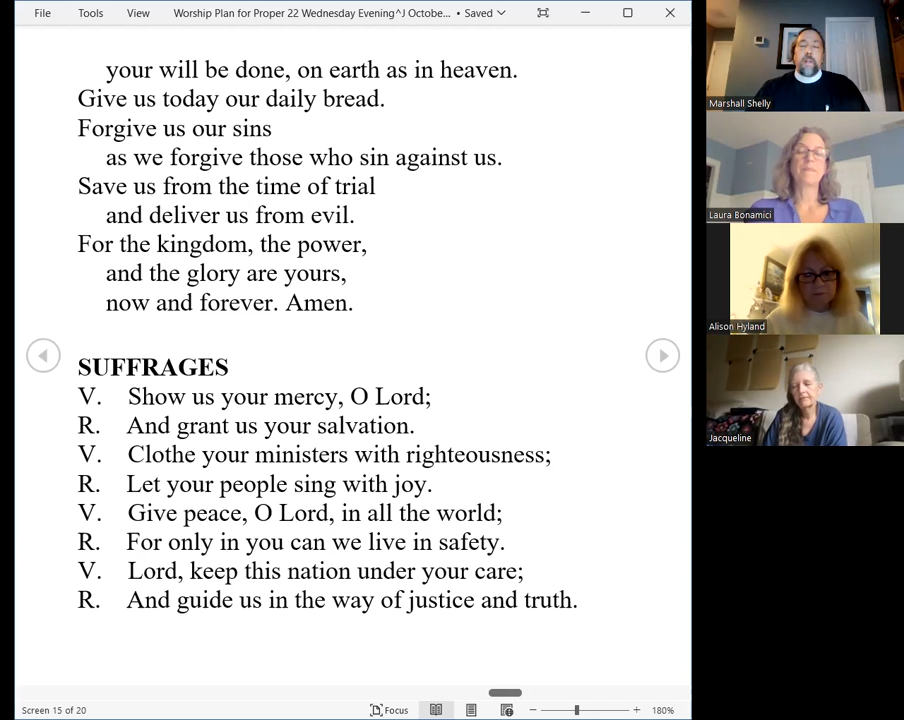 File Tools View Worship Plan for Proper 22 Wednesday Evening^J Octobe... • Saved
your will be done, on earth as in heaven.
Give us today our daily bread.
Forgive us our sins
as we forgive those who sin against us.
Save us from the time of trial
and deliver us from evil.
For the kingdom, the power,
and the glory are yours,
now and forever. Amen.
SUFFRAGES
V. Show us your mercy, O Lord;
R. And grant us your salvation.
V. Clothe your ministers with righteousness;
R. Let your people sing with joy.
V. Give peace, O Lord, in all the world;
R. For only in you can we live in safety.
V. Lord, keep this nation under your care;
R. And guide us in the way of justice and truth.
Screen 15 of 20 Focus 180%
Marshall Shelly
Laura Bonamici
Alison Hyland
Jacqueline